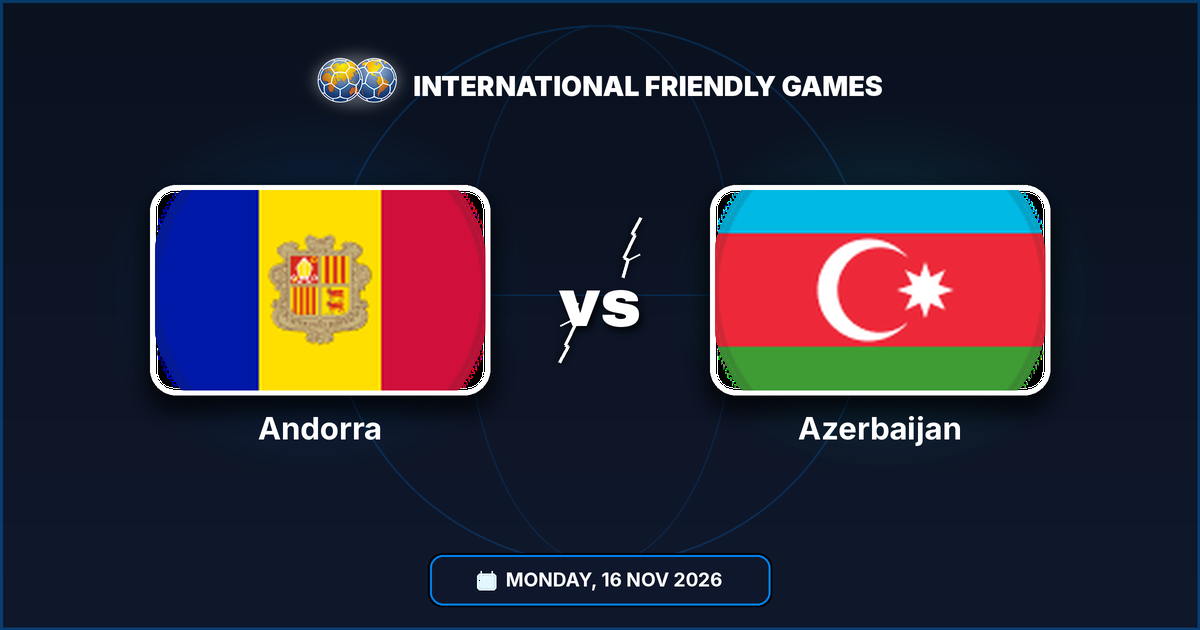 INTERNATIONAL FRIENDLY GAMES
VS
Andorra
Azerbaijan
MONDAY, 16 NOV 2026